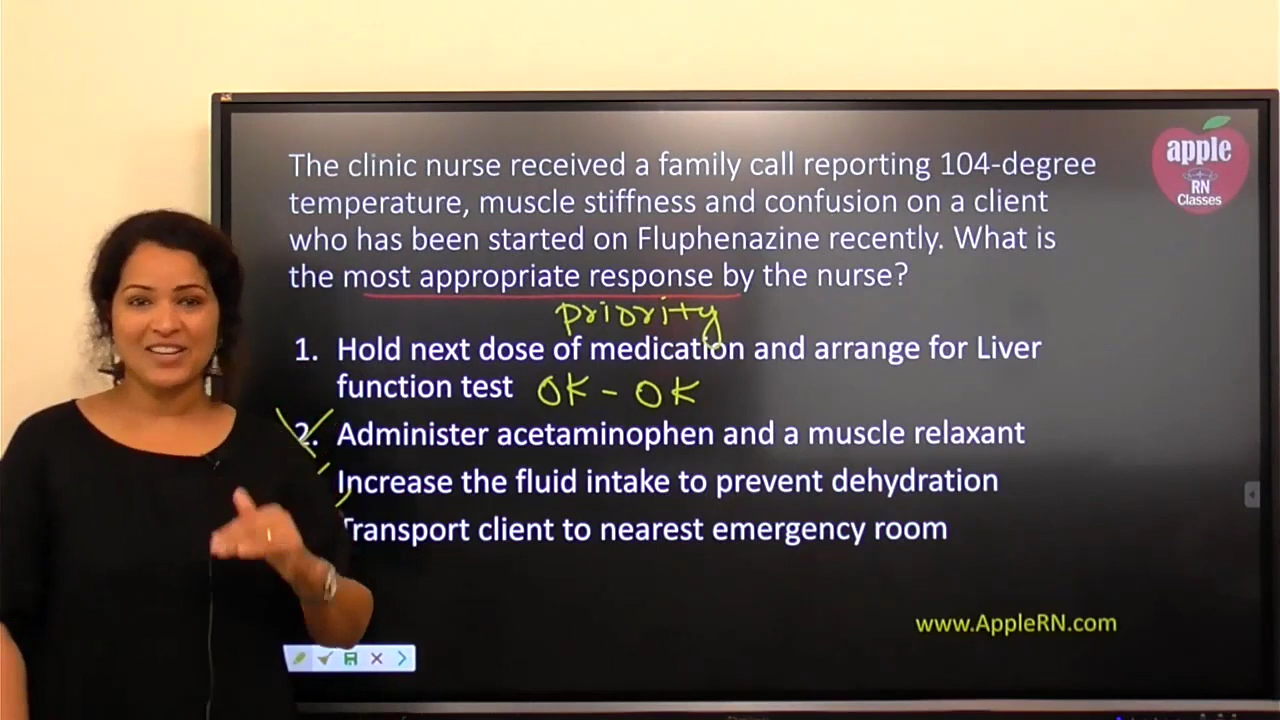 apple
RN
Classes
The clinic nurse received a family call reporting 104-degree
temperature, muscle stiffness and confusion on a client
who has been started on Fluphenazine recently. What is
the most appropriate response by the nurse?
priority
1. Hold next dose of medication and arrange for Liver
function test OK - OK
2. Administer acetaminophen and a muscle relaxant
Increase the fluid intake to prevent dehydration
Transport client to nearest emergency room
www.AppleRN.com